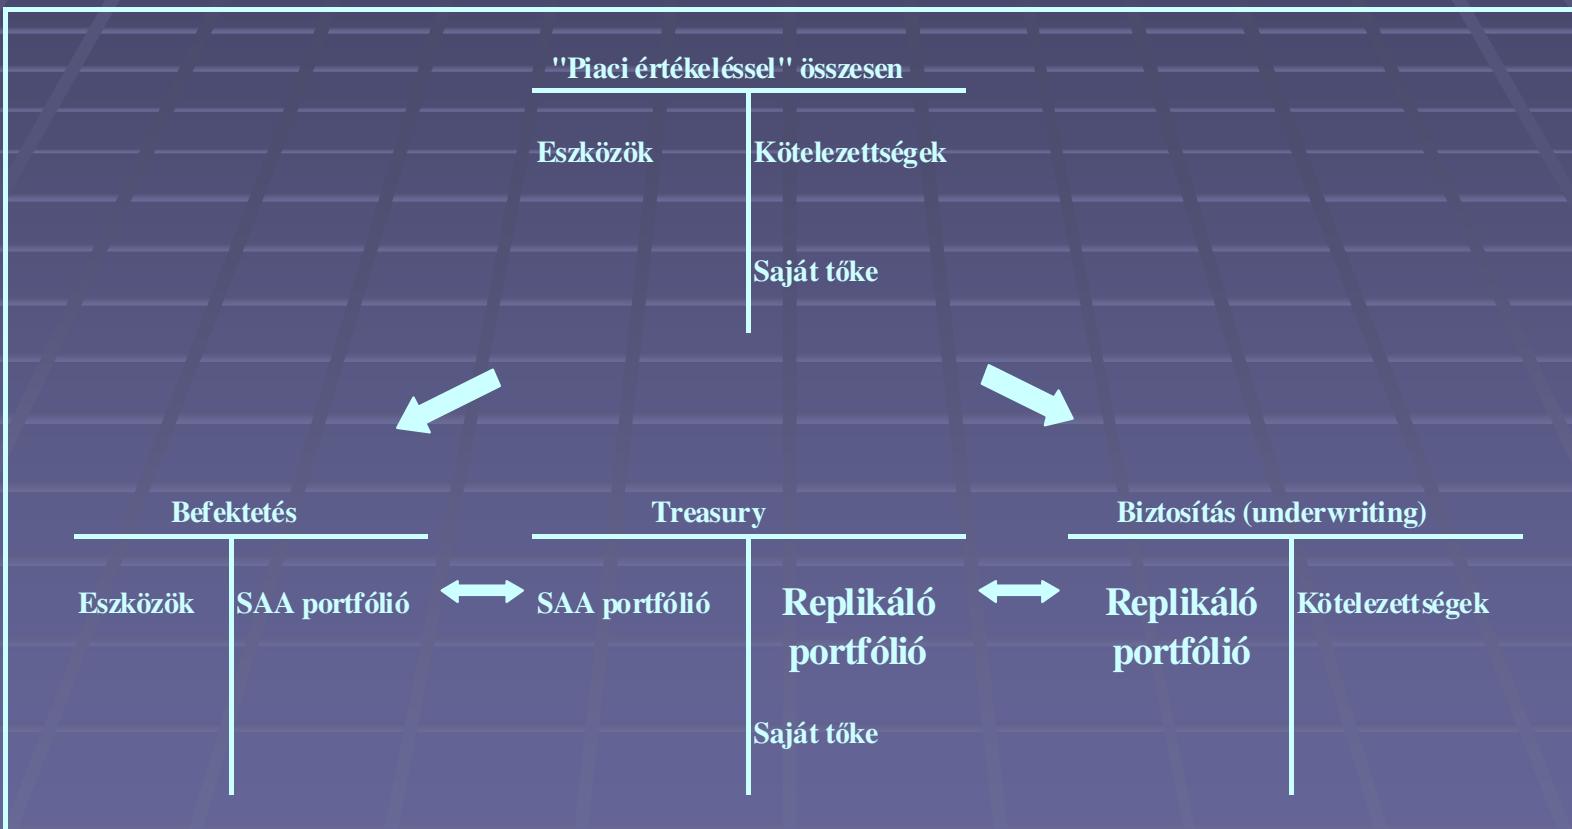 "Piaci értékeléssel" összesen
Eszközök
Kötelezettségek
Saját tőke
Befektetés
Eszközök
SAA portfólió
Treasury
SAA portfólió
Replikáló
portfólió
Saját tőke
Biztosítás (underwriting)
Replikáló
portfólió
Kötelezettségek